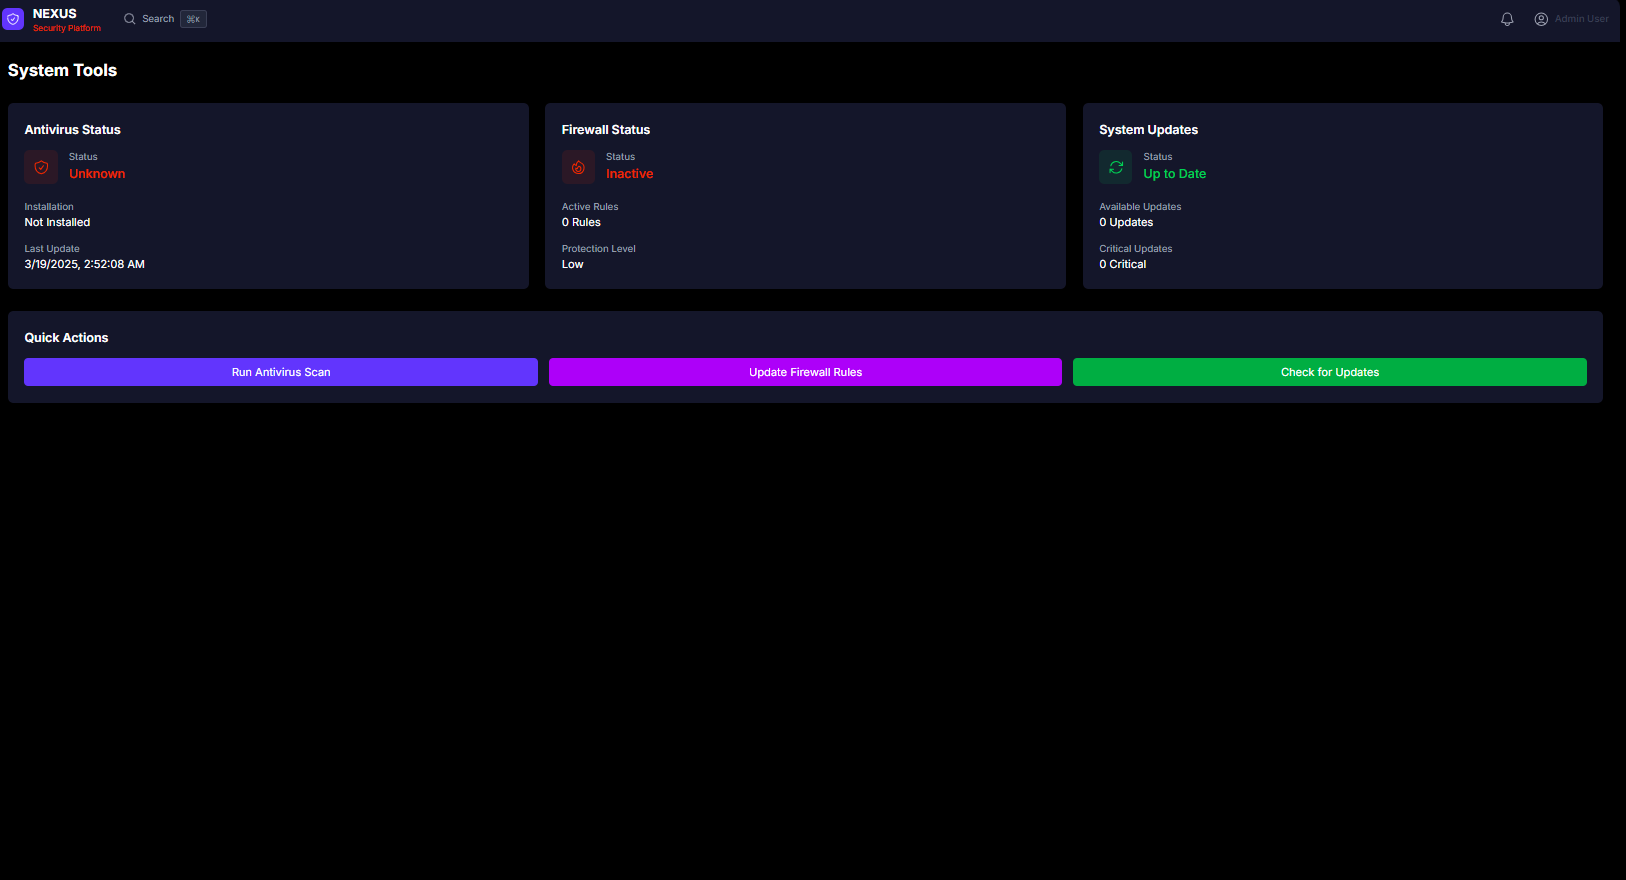 NEXUS
Security Platform
Search ⌘K
Admin User
System Tools
Antivirus Status
Status
Unknown
Installation
Not Installed
Last Update
3/19/2025, 2:52:08 AM
Firewall Status
Status
Inactive
Active Rules
0 Rules
Protection Level
Low
System Updates
Status
Up to Date
Available Updates
0 Updates
Critical Updates
0 Critical
Quick Actions
Run Antivirus Scan
Update Firewall Rules
Check for Updates